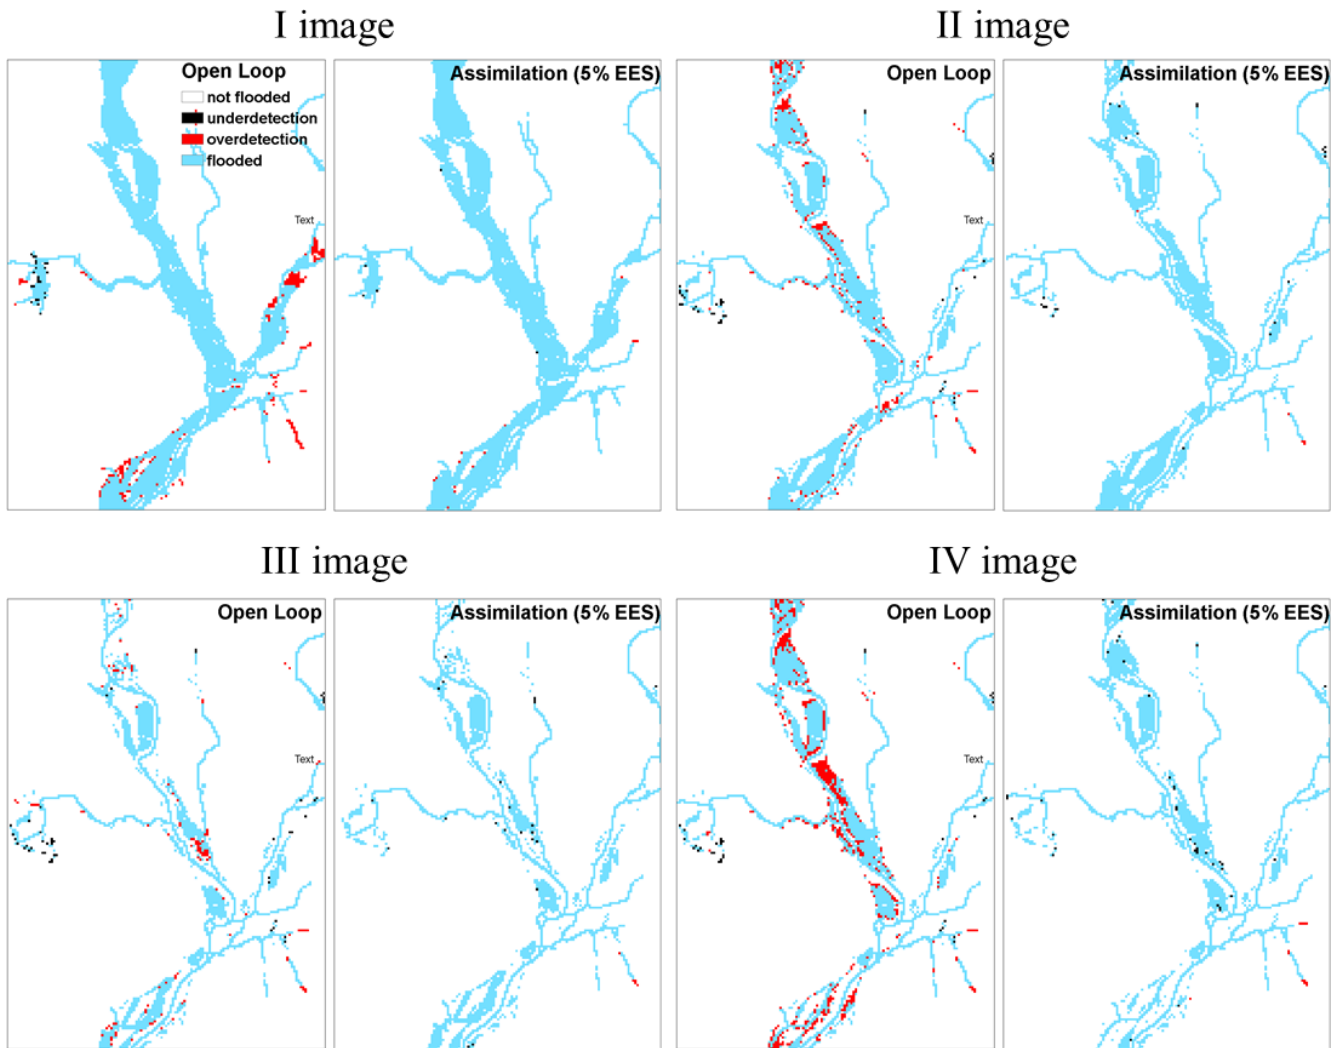 I image
II image
Open Loop
not flooded
underdetection
overdetection
flooded
Text
Assimilation (5% EES)
Open Loop
Text
Assimilation (5% EES)
III image
IV image
Open Loop
Text
Assimilation (5% EES)
Open Loop
Text
Assimilation (5% EES)